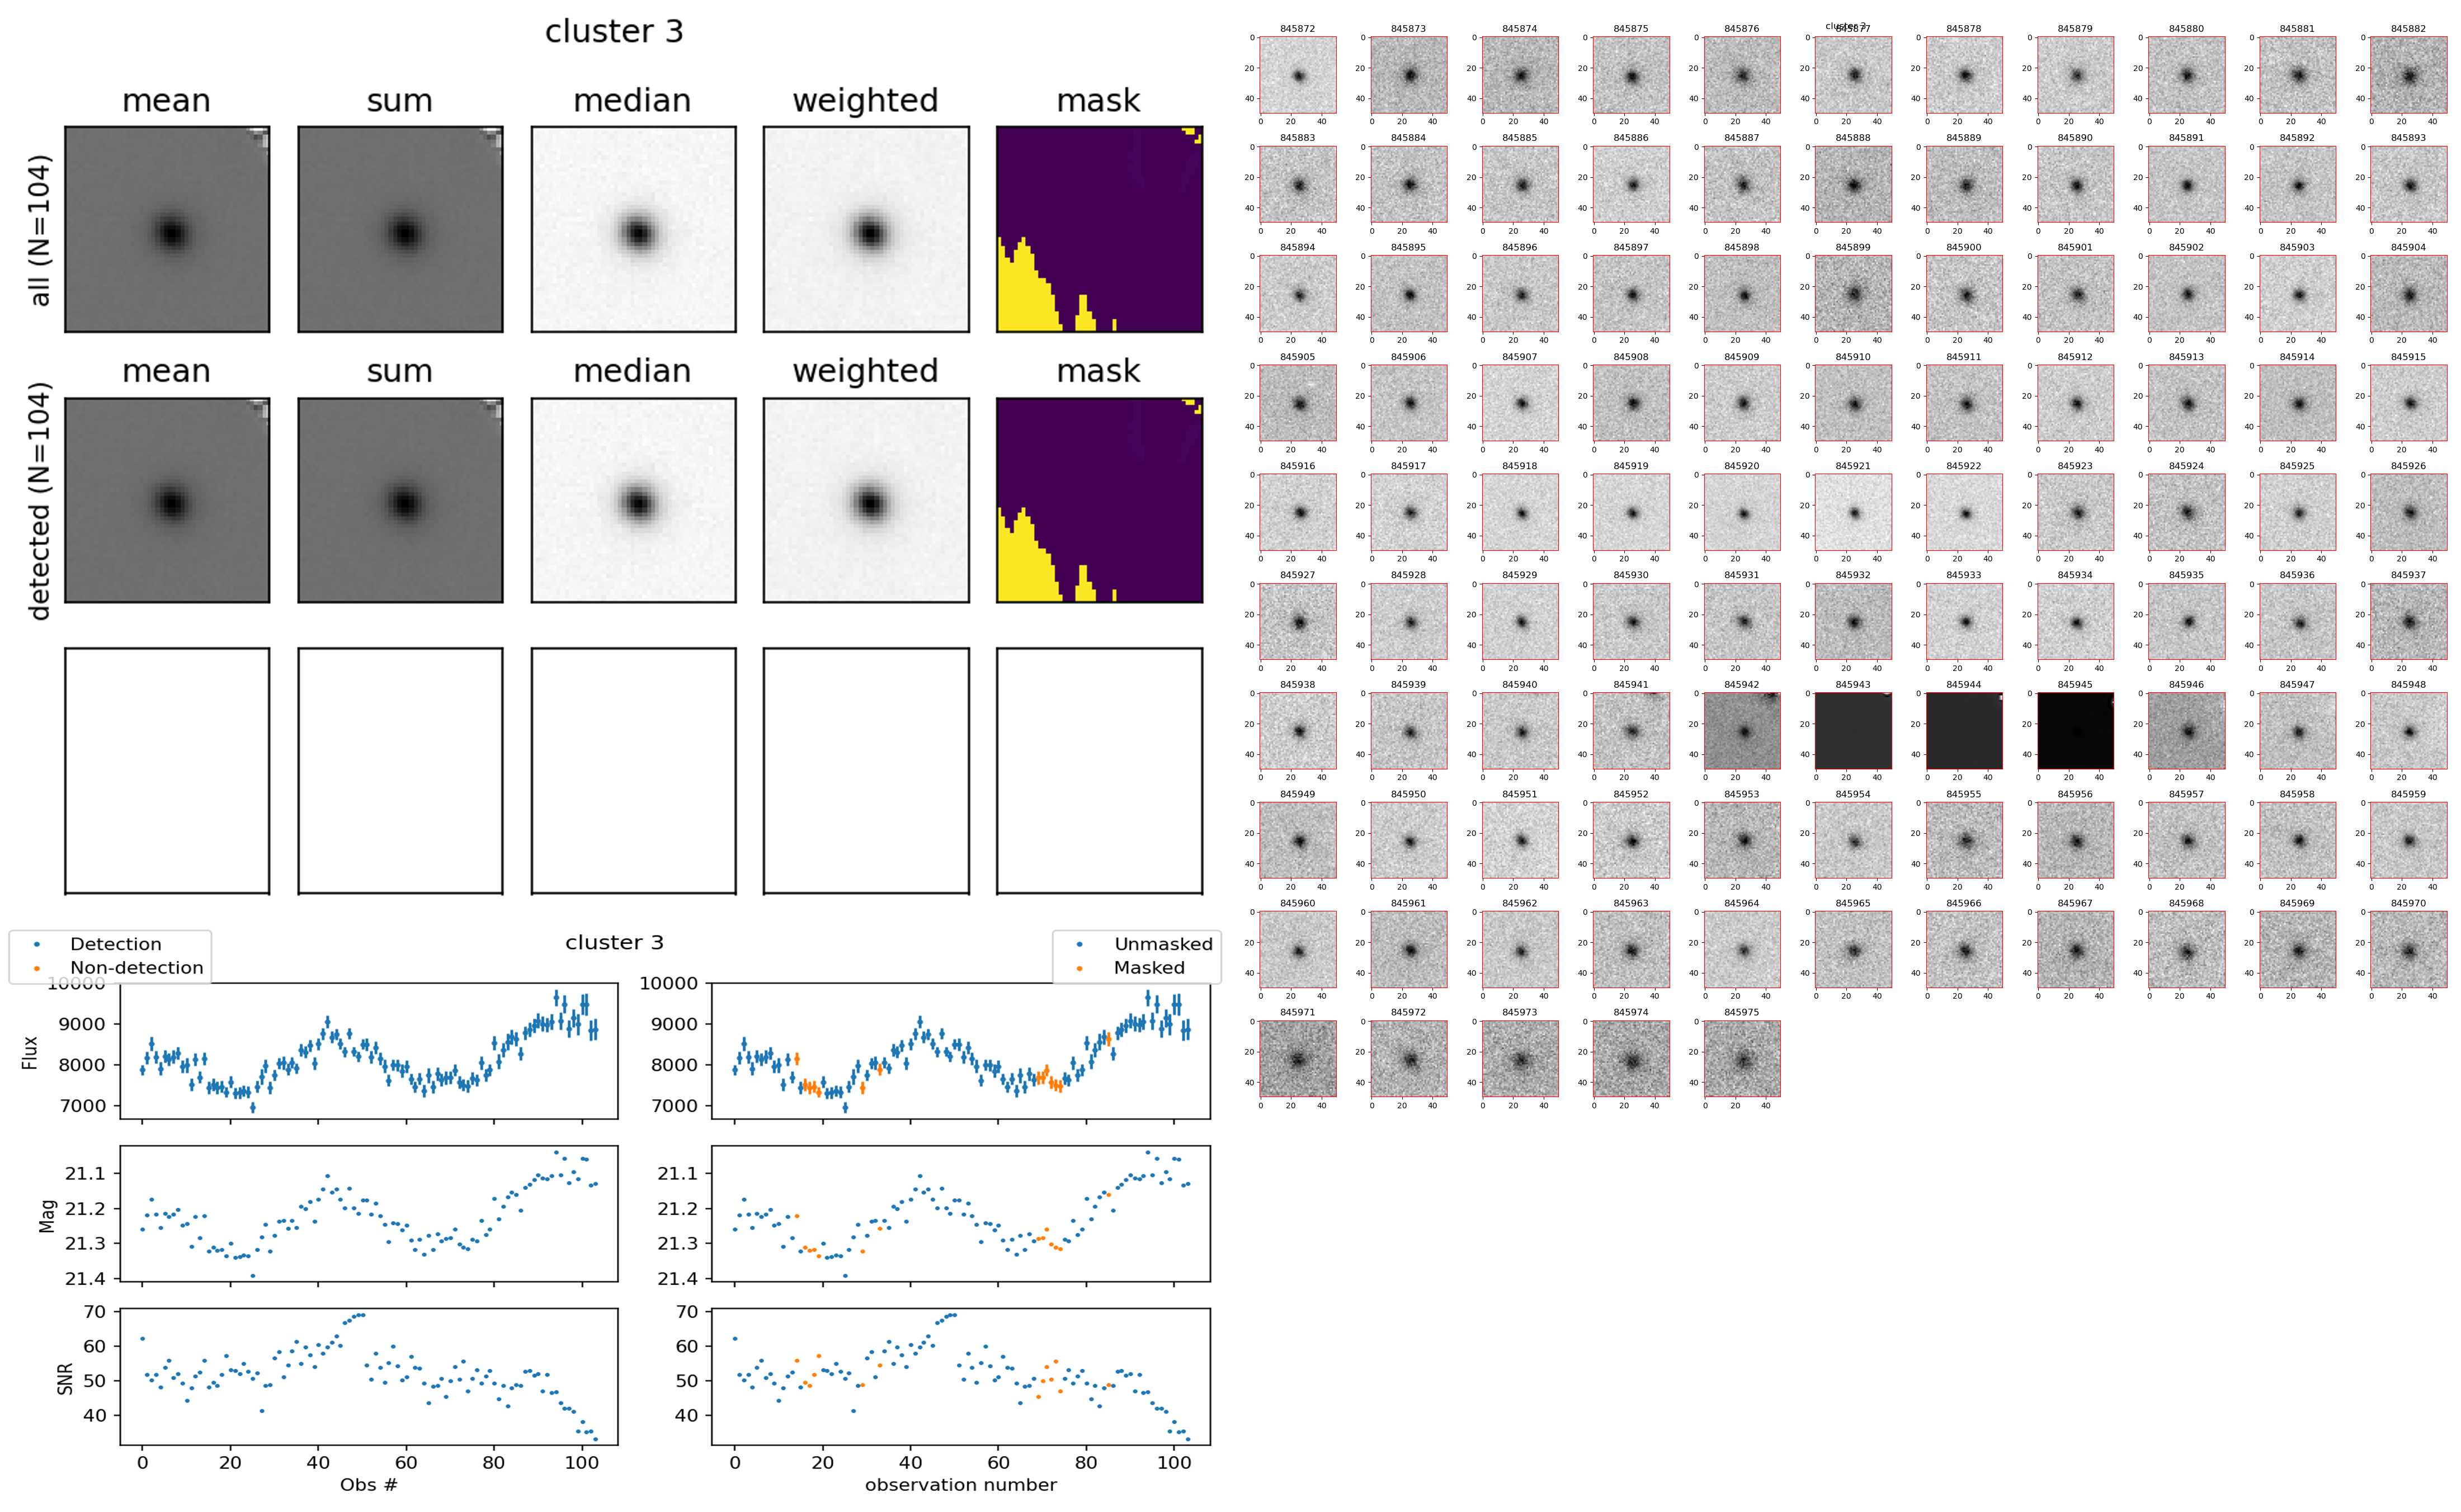 cluster 3
mean sum median weighted mask
all (N=104)
mean sum median weighted mask
detected (N=104)
Detection
Non-detection
cluster 3
Unmasked
Masked
10000
9000
8000
7000
Flux
10000
9000
8000
7000
21.1
21.2
21.3
21.4
Mag
21.1
21.2
21.3
21.4
70
60
50
40
SNR
70
60
50
40
0 20 40 60 80 100
Obs #
0 20 40 60 80 100
observation number
cluster 3
845872 845873 845874 845875 845876 845877 845878 845879 845880 845881 845882
845883 845884 845885 845886 845887 845888 845889 845890 845891 845892 845893
845894 845895 845896 845897 845898 845899 845900 845901 845902 845903 845904
845905 845906 845907 845908 845909 845910 845911 845912 845913 845914 845915
845916 845917 845918 845919 845920 845921 845922 845923 845924 845925 845926
845927 845928 845929 845930 845931 845932 845933 845934 845935 845936 845937
845938 845939 845940 845941 845942 845943 845944 845945 845946 845947 845948
845949 845950 845951 845952 845953 845954 845955 845956 845957 845958 845959
845960 845961 845962 845963 845964 845965 845966 845967 845968 845969 845970
845971 845972 845973 845974 845975